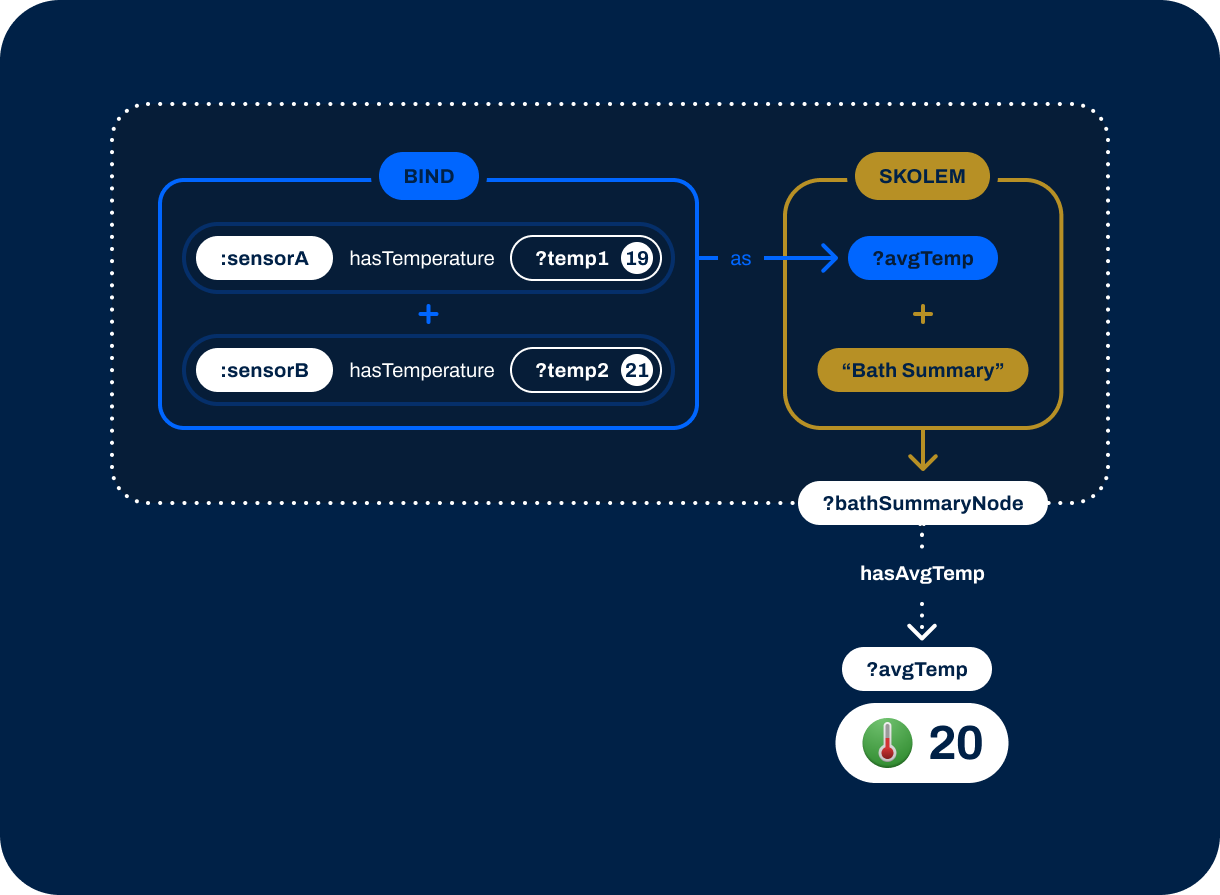 BIND
SKOLEM
:sensorA hasTemperature ?temp1 19
as
?avgTemp
+
+
:sensorB hasTemperature ?temp2 21
“Bath Summary”
?bathSummaryNode
hasAvgTemp
?avgTemp
20